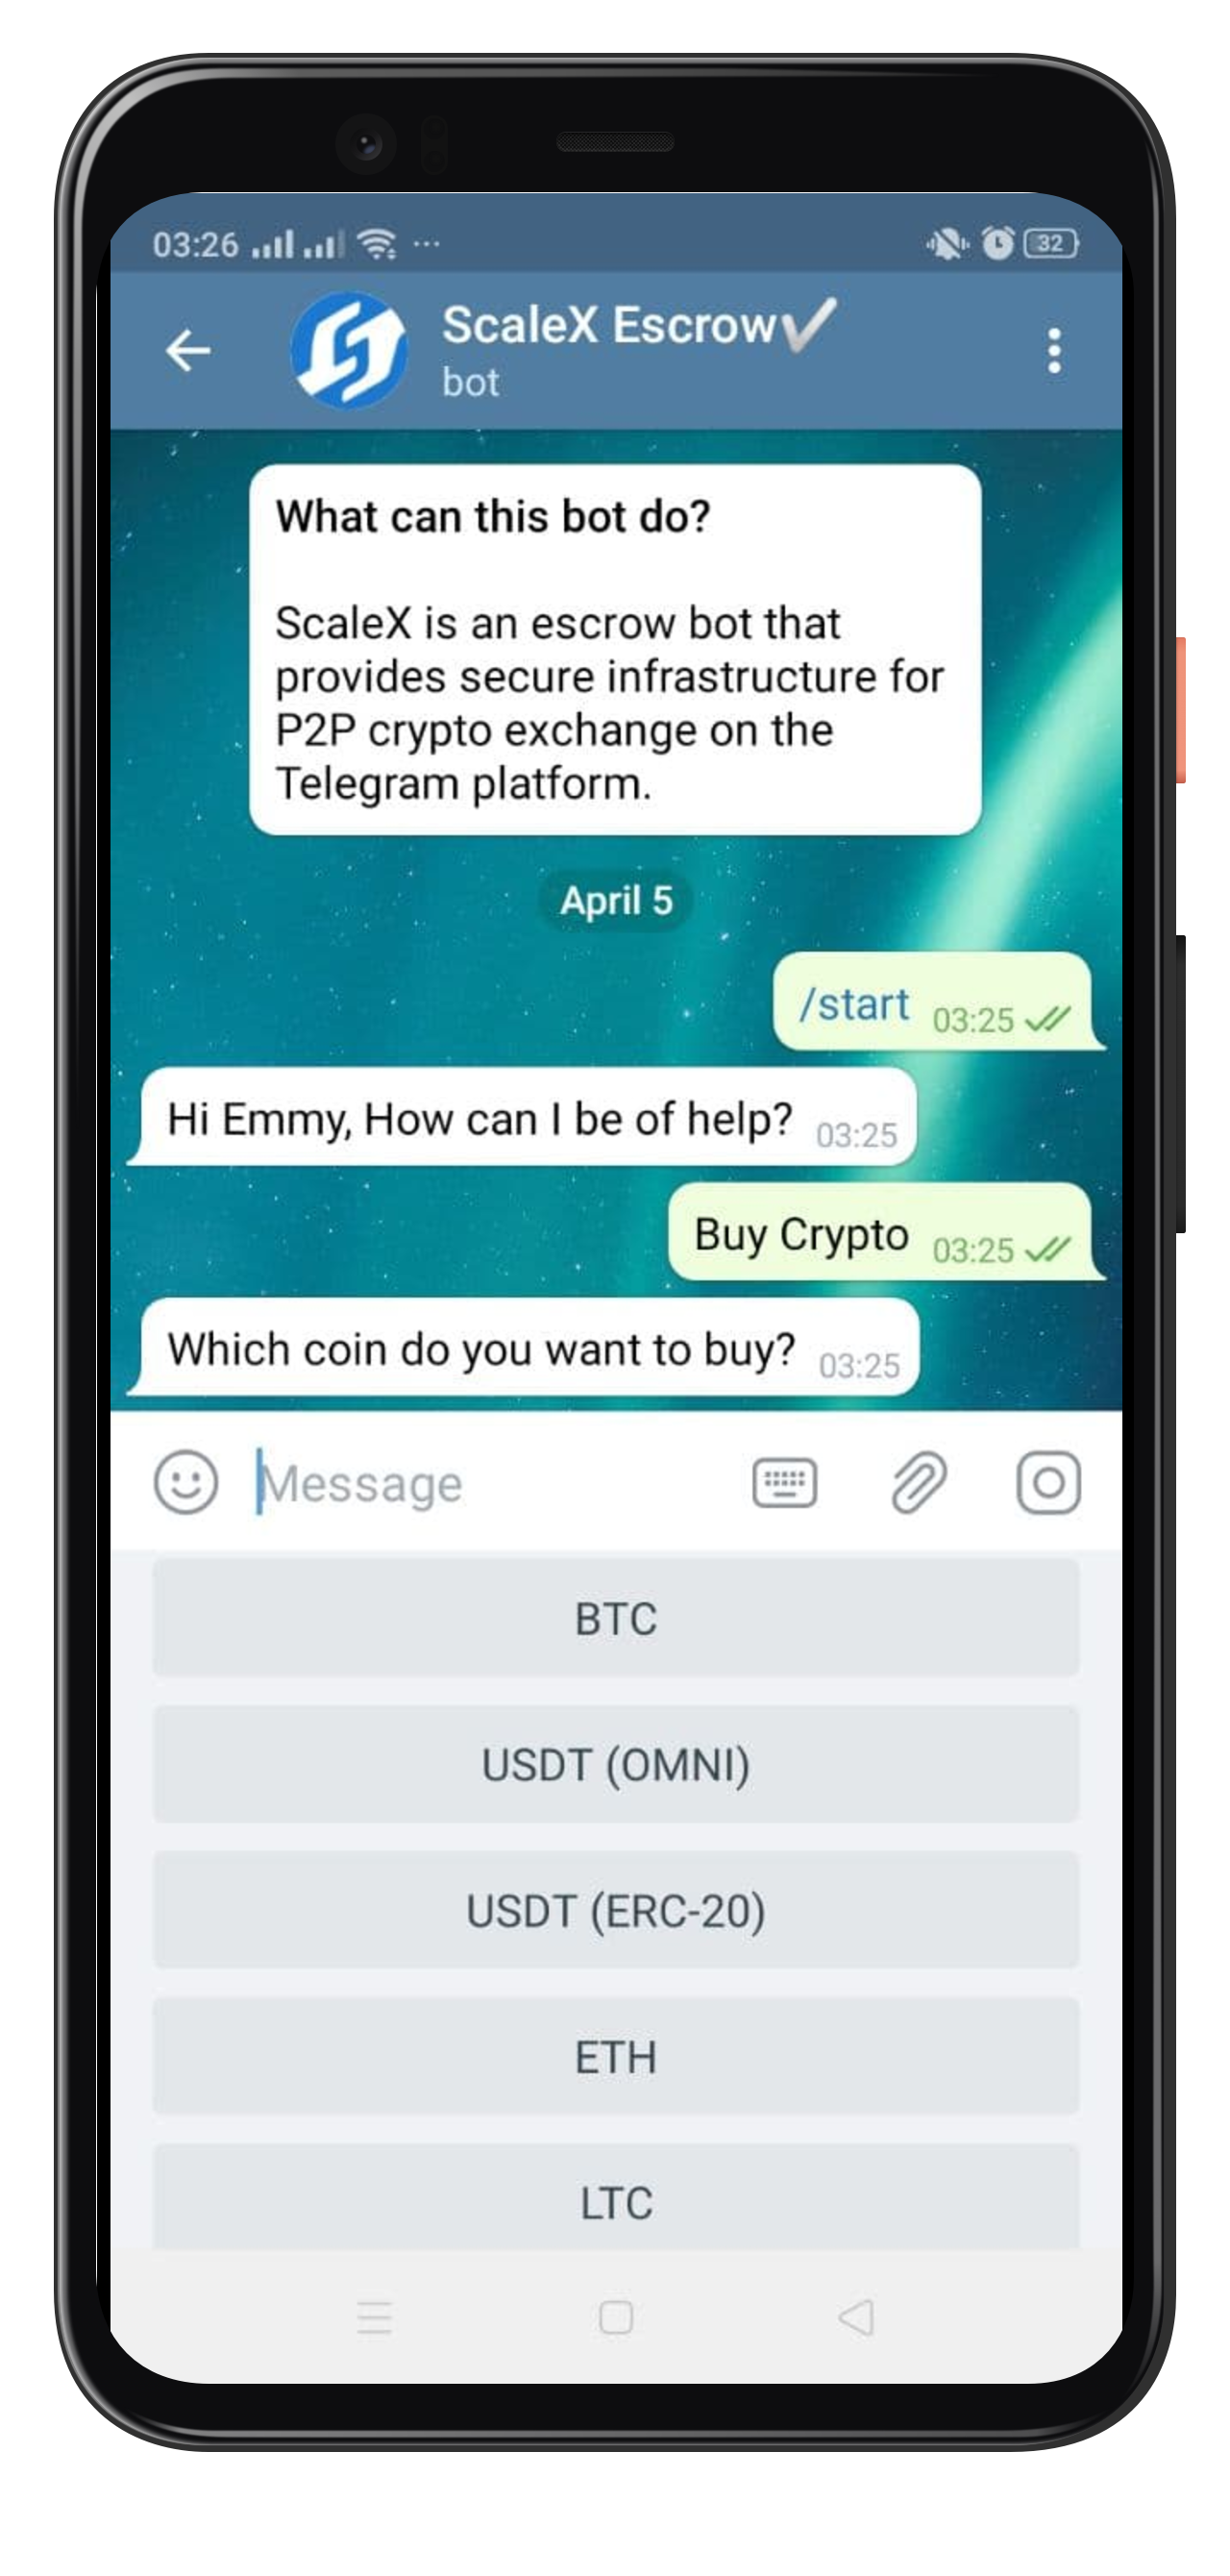 03:26
32
ScaleX Escrow✔
bot
What can this bot do?
ScaleX is an escrow bot that
provides secure infrastructure for
P2P crypto exchange on the
Telegram platform.
April 5
/start 03:25
Hi Emmy, How can I be of help? 03:25
Buy Crypto 03:25
Which coin do you want to buy? 03:25
Message
BTC
USDT (OMNI)
USDT (ERC-20)
ETH
LTC